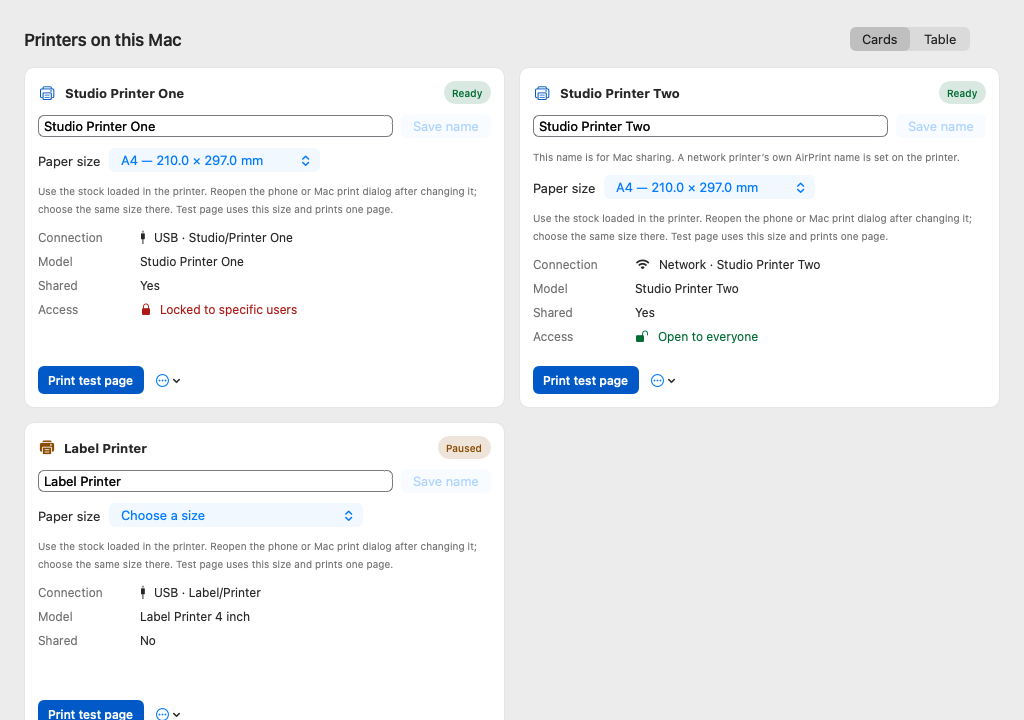 Printers on this Mac
Cards
Table
Studio Printer One
Ready
Studio Printer One
Save name
Paper size
A4 — 210.0 × 297.0 mm
Use the stock loaded in the printer. Reopen the phone or Mac print dialog after changing it;
choose the same size there. Test page uses this size and prints one page.
Connection
USB · Studio/Printer One
Model
Studio Printer One
Shared
Yes
Access
Locked to specific users
Print test page
Studio Printer Two
Ready
Studio Printer Two
Save name
This name is for Mac sharing. A network printer's own AirPrint name is set on the printer.
Paper size
A4 — 210.0 × 297.0 mm
Use the stock loaded in the printer. Reopen the phone or Mac print dialog after changing it;
choose the same size there. Test page uses this size and prints one page.
Connection
Network · Studio Printer Two
Model
Studio Printer Two
Shared
Yes
Access
Open to everyone
Print test page
Label Printer
Paused
Label Printer
Save name
Paper size
Choose a size
Use the stock loaded in the printer. Reopen the phone or Mac print dialog after changing it;
choose the same size there. Test page uses this size and prints one page.
Connection
USB · Label/Printer
Model
Label Printer 4 inch
Shared
No
Print test page